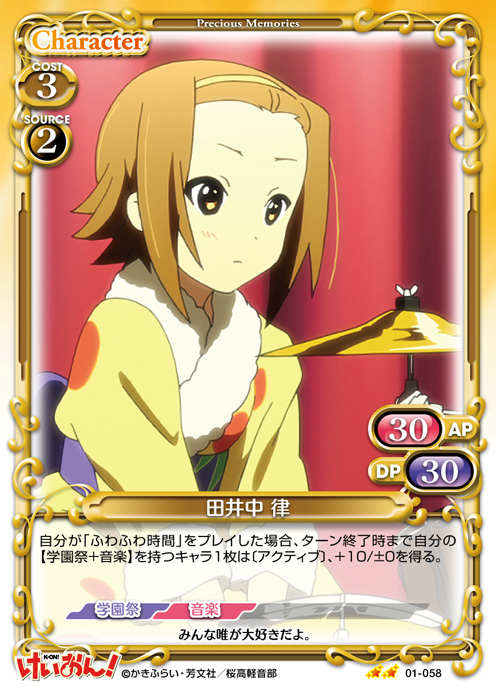 Precious Memories
Character
COST
3
SOURCE
2
30 AP
DP 30
田井中 律
自分が「ふわふわ時間」をプレイした場合、ターン終了時まで自分の
【学園祭+音楽】を持つキャラ1枚は〔アクティブ〕、+10/±0を得る。
学園祭 音楽
みんな唯が大好きだよ。
K-ON!
けいおん!
©かきふらい・芳文社/桜高軽音部
01-058